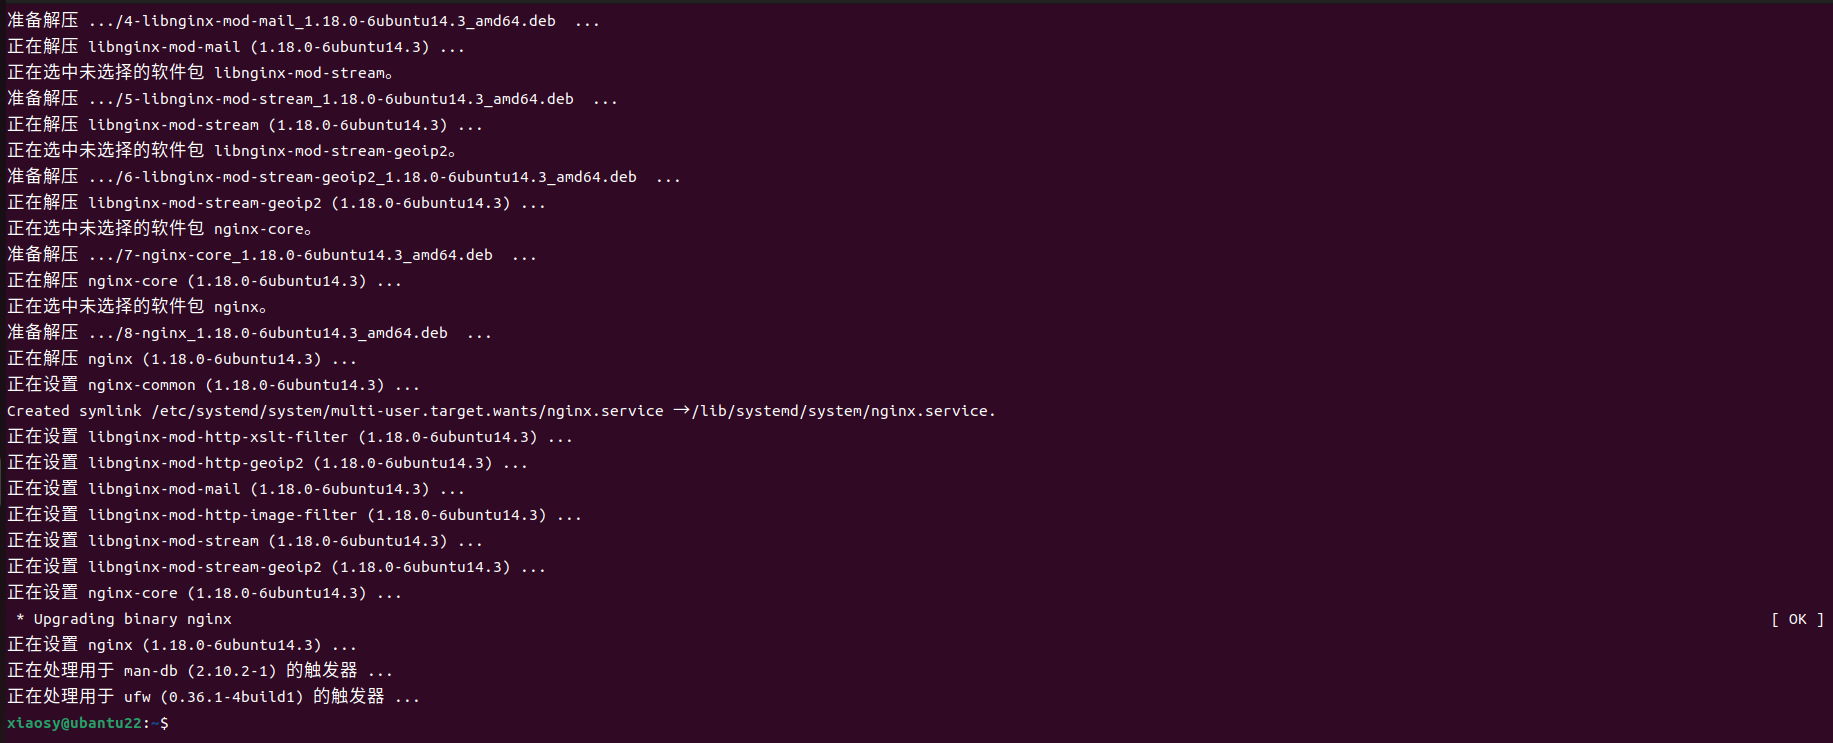 准备解压 .../4-libnginx-mod-mail_1.18.0-6ubuntu14.3_amd64.deb  ...
正在解压 libnginx-mod-mail (1.18.0-6ubuntu14.3) ...
正在选中未选择的软件包 libnginx-mod-stream。
准备解压 .../5-libnginx-mod-stream_1.18.0-6ubuntu14.3_amd64.deb  ...
正在解压 libnginx-mod-stream (1.18.0-6ubuntu14.3) ...
正在选中未选择的软件包 libnginx-mod-stream-geoip2。
准备解压 .../6-libnginx-mod-stream-geoip2_1.18.0-6ubuntu14.3_amd64.deb  ...
正在解压 libnginx-mod-stream-geoip2 (1.18.0-6ubuntu14.3) ...
正在选中未选择的软件包 nginx-core。
准备解压 .../7-nginx-core_1.18.0-6ubuntu14.3_amd64.deb  ...
正在解压 nginx-core (1.18.0-6ubuntu14.3) ...
正在选中未选择的软件包 nginx。
准备解压 .../8-nginx_1.18.0-6ubuntu14.3_amd64.deb  ...
正在解压 nginx (1.18.0-6ubuntu14.3) ...
正在设置 nginx-common (1.18.0-6ubuntu14.3) ...
Created symlink /etc/systemd/system/multi-user.target.wants/nginx.service →/lib/systemd/system/nginx.service.
正在设置 libnginx-mod-http-xslt-filter (1.18.0-6ubuntu14.3) ...
正在设置 libnginx-mod-http-geoip2 (1.18.0-6ubuntu14.3) ...
正在设置 libnginx-mod-mail (1.18.0-6ubuntu14.3) ...
正在设置 libnginx-mod-http-image-filter (1.18.0-6ubuntu14.3) ...
正在设置 libnginx-mod-stream (1.18.0-6ubuntu14.3) ...
正在设置 libnginx-mod-stream-geoip2 (1.18.0-6ubuntu14.3) ...
正在设置 nginx-core (1.18.0-6ubuntu14.3) ...
 * Upgrading binary nginx [ OK ]
正在设置 nginx (1.18.0-6ubuntu14.3) ...
正在处理用于 man-db (2.10.2-1) 的触发器 ...
正在处理用于 ufw (0.36.1-4build1) 的触发器 ...
xiaosy@ubantu22:~$